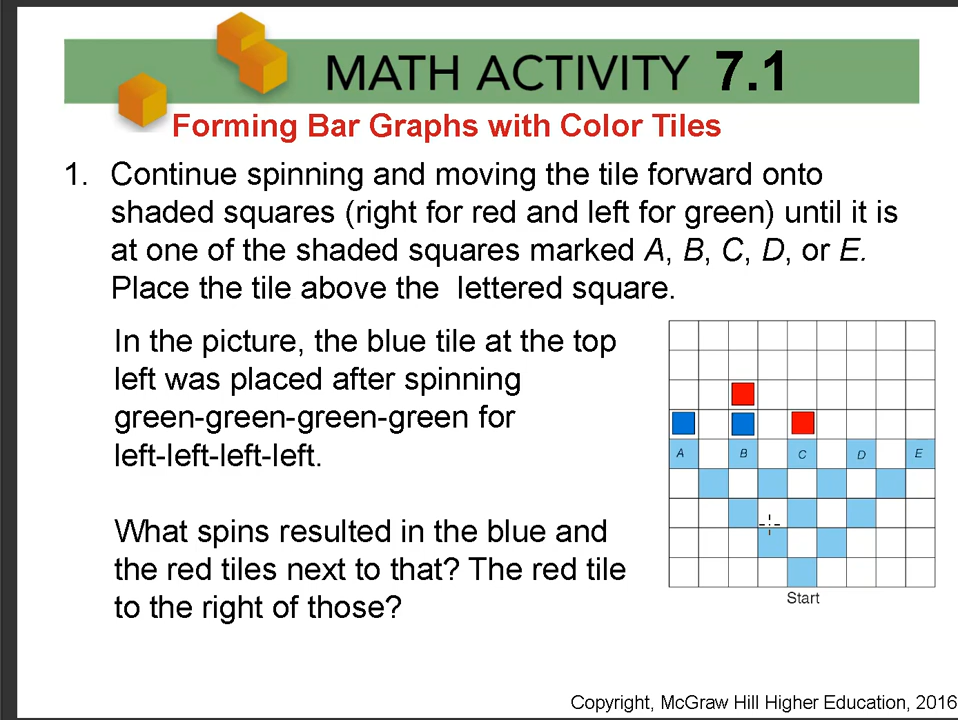 MATH ACTIVITY 7.1
Forming Bar Graphs with Color Tiles
1. Continue spinning and moving the tile forward onto
shaded squares (right for red and left for green) until it is
at one of the shaded squares marked A, B, C, D, or E.
Place the tile above the lettered square.
In the picture, the blue tile at the top
left was placed after spinning
green-green-green-green for
left-left-left-left.
What spins resulted in the blue and
the red tiles next to that? The red tile
to the right of those?
A B C D E
Start
Copyright, McGraw Hill Higher Education, 2016